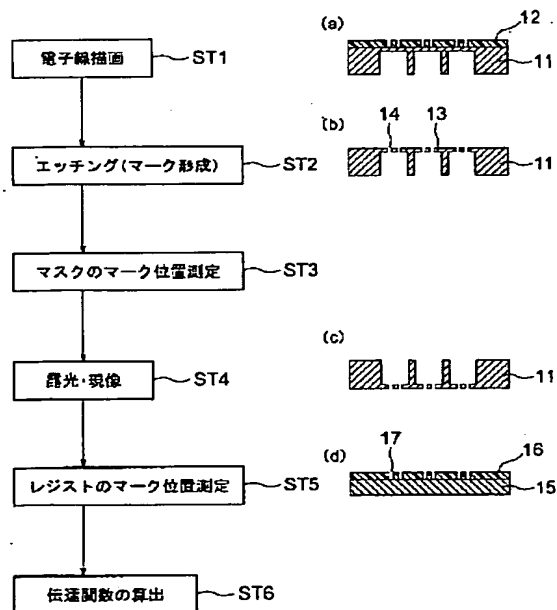 電子線描画
ST1
エッチング(マーク形成)
ST2
マスクのマーク位置測定
ST3
露光・現像
ST4
レジストのマーク位置測定
ST5
伝達関数の算出
ST6
(a)
12
11
(b)
14
13
11
(c)
11
(d)
17
16
15